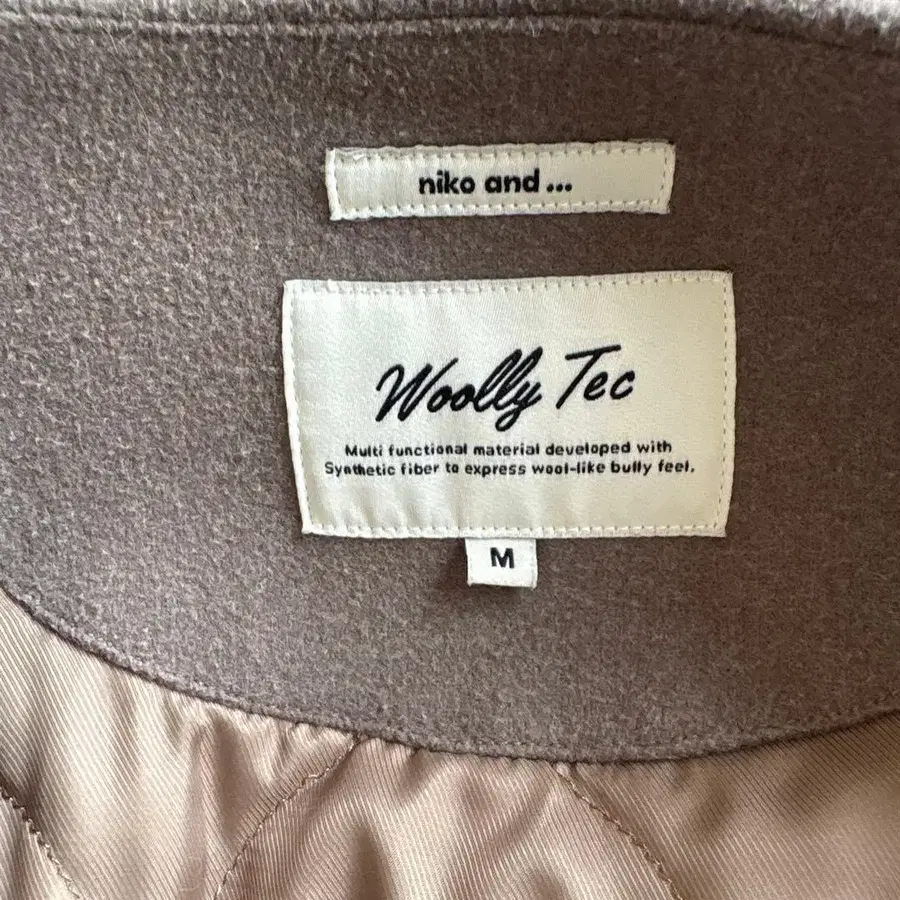 niko and ...
Woolly Tec
Multi functional material developed with
Synthetic fiber to express wool-like bully feel.
M